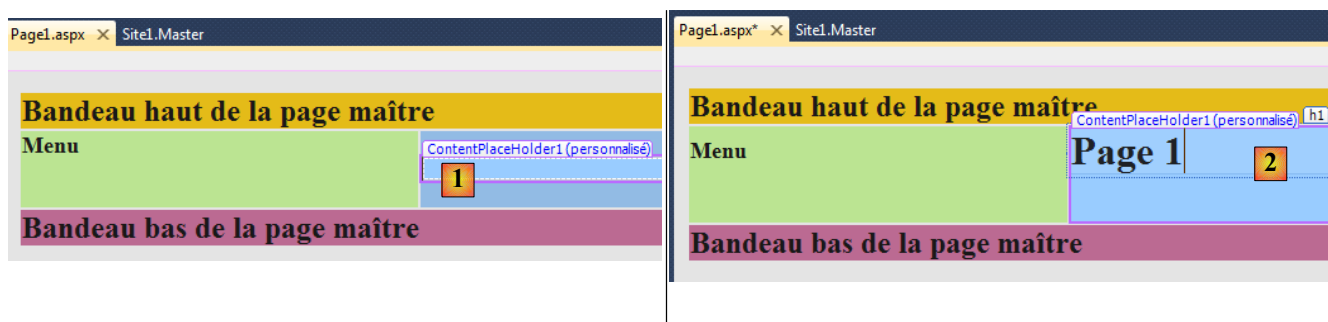 Page1.aspx × Site1.Master
Bandeau haut de la page maître
Menu
ContentPlaceHolder1 (personnalisé)
1
Bandeau bas de la page maître
Page1.aspx* × Site1.Master
Bandeau haut de la page maître
ContentPlaceHolder1 (personnalisé) h1
Menu
Page 1
2
Bandeau bas de la page maître